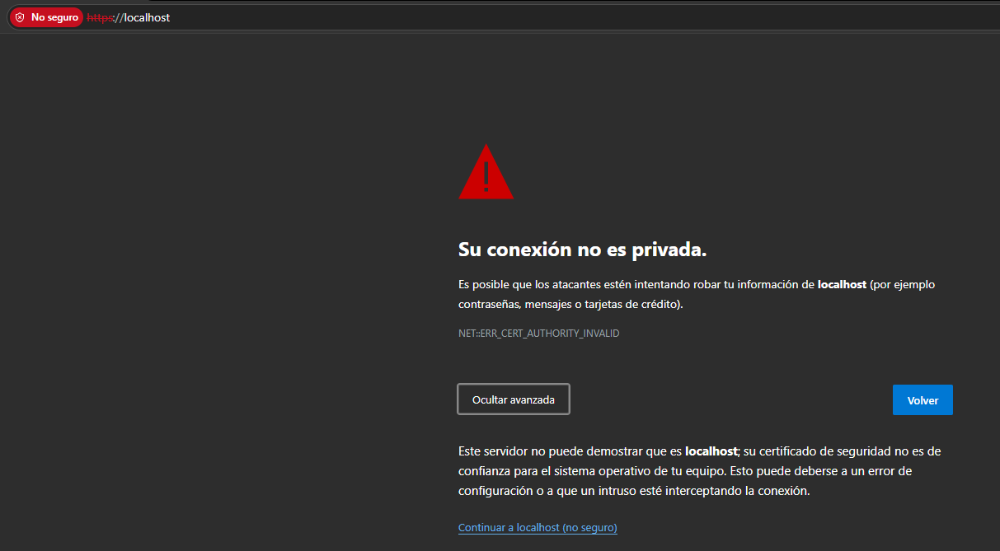 No seguro https://localhost
Su conexión no es privada.
Es posible que los atacantes estén intentando robar tu información de localhost (por ejemplo
contraseñas, mensajes o tarjetas de crédito).
NET::ERR_CERT_AUTHORITY_INVALID
Ocultar avanzada
Volver
Este servidor no puede demostrar que es localhost; su certificado de seguridad no es de
confianza para el sistema operativo de tu equipo. Esto puede deberse a un error de
configuración o a que un intruso esté interceptando la conexión.
Continuar a localhost (no seguro)